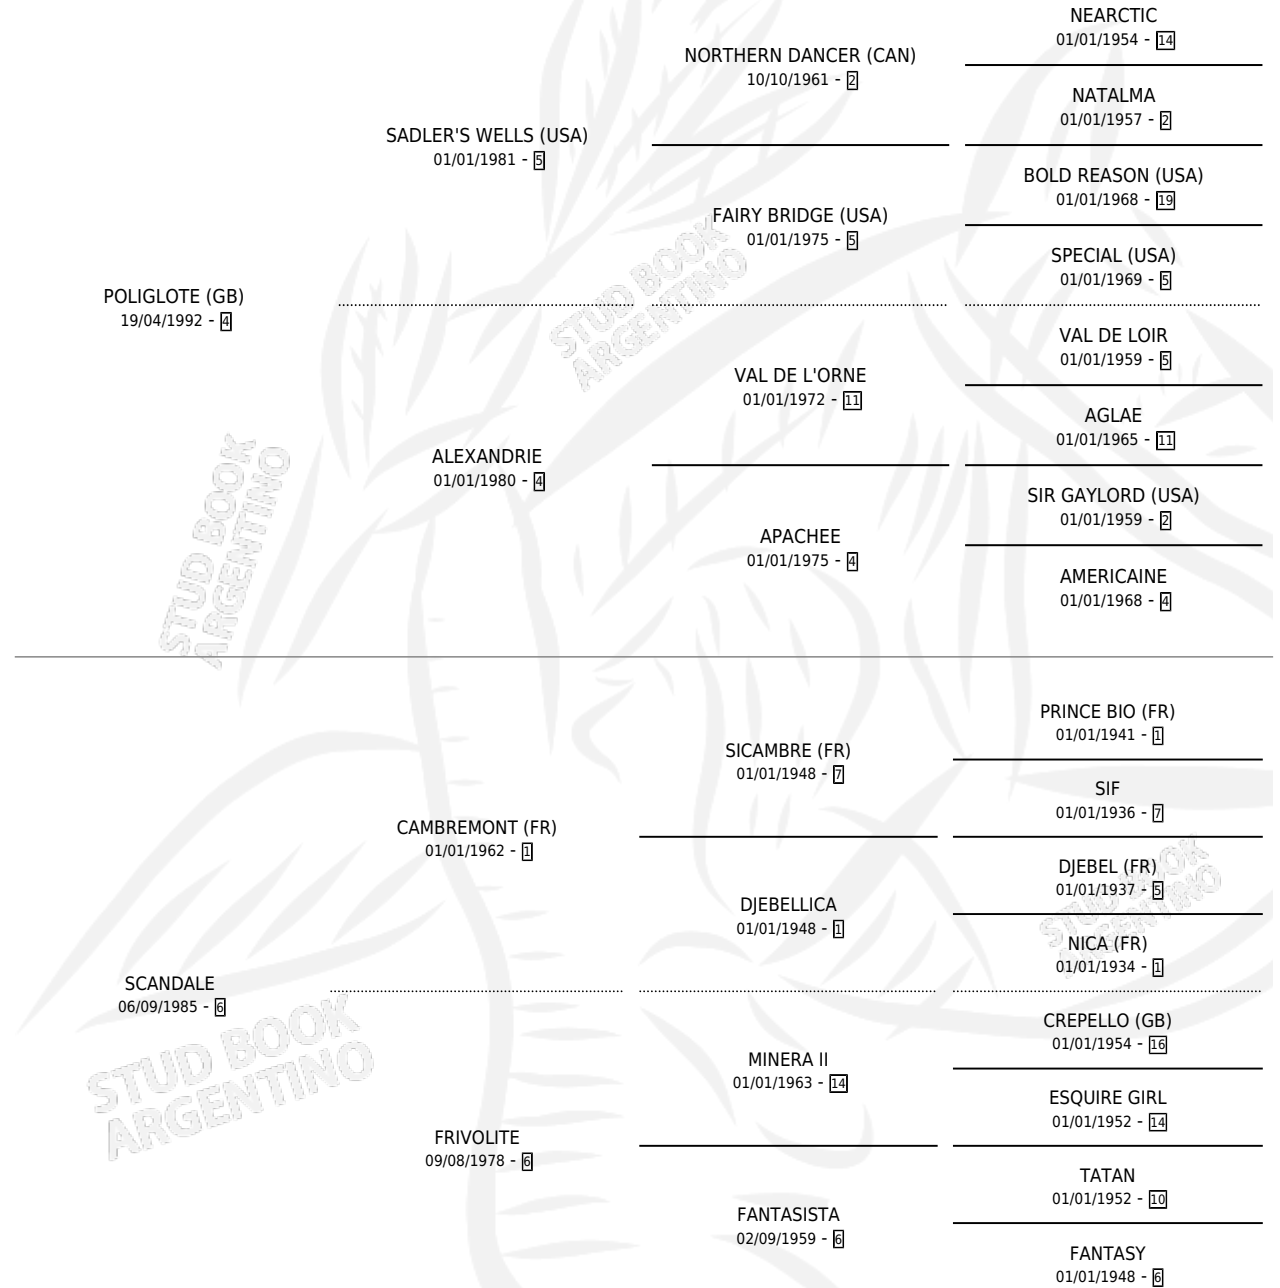 NEARCTIC
01/01/1954 - 14
NORTHERN DANCER (CAN)
10/10/1961 - 2
NATALMA
01/01/1957 - 2
SADLER'S WELLS (USA)
01/01/1981 - 5
BOLD REASON (USA)
01/01/1968 - 19
FAIRY BRIDGE (USA)
01/01/1975 - 5
SPECIAL (USA)
01/01/1969 - 5
POLIGLOTE (GB)
19/04/1992 - 4
VAL DE LOIR
01/01/1959 - 5
VAL DE L'ORNE
01/01/1972 - 11
AGLAE
01/01/1965 - 11
ALEXANDRIE
01/01/1980 - 4
SIR GAYLORD (USA)
01/01/1959 - 2
APACHEE
01/01/1975 - 4
AMERICAINE
01/01/1968 - 4
PRINCE BIO (FR)
01/01/1941 - 1
SICAMBRE (FR)
01/01/1948 - 7
SIF
01/01/1936 - 7
CAMBREMONT (FR)
01/01/1962 - 1
DJEBEL (FR)
01/01/1937 - 5
DJEBELLICA
01/01/1948 - 1
NICA (FR)
01/01/1934 - 1
SCANDALE
06/09/1985 - 6
CREPELLO (GB)
01/01/1954 - 16
MINERA II
01/01/1963 - 14
ESQUIRE GIRL
01/01/1952 - 14
FRIVOLITE
09/08/1978 - 6
TATAN
01/01/1952 - 10
FANTASISTA
02/09/1959 - 6
FANTASY
01/01/1948 - 6
STUD BOOK
ARGENTINO
STUD BOOK
ARGENTINO
STUD BOOK
ARGENTINO
STUD BOOK
ARGENTINO